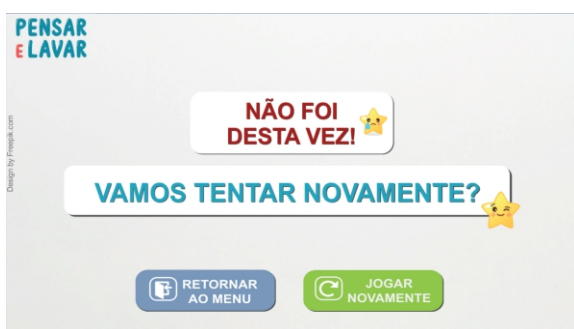 PENSAR
E LAVAR
Design by Freepik.com
NÃO FOI
DESTA VEZ!
VAMOS TENTAR NOVAMENTE?
RETORNAR
AO MENU
JOGAR
NOVAMENTE